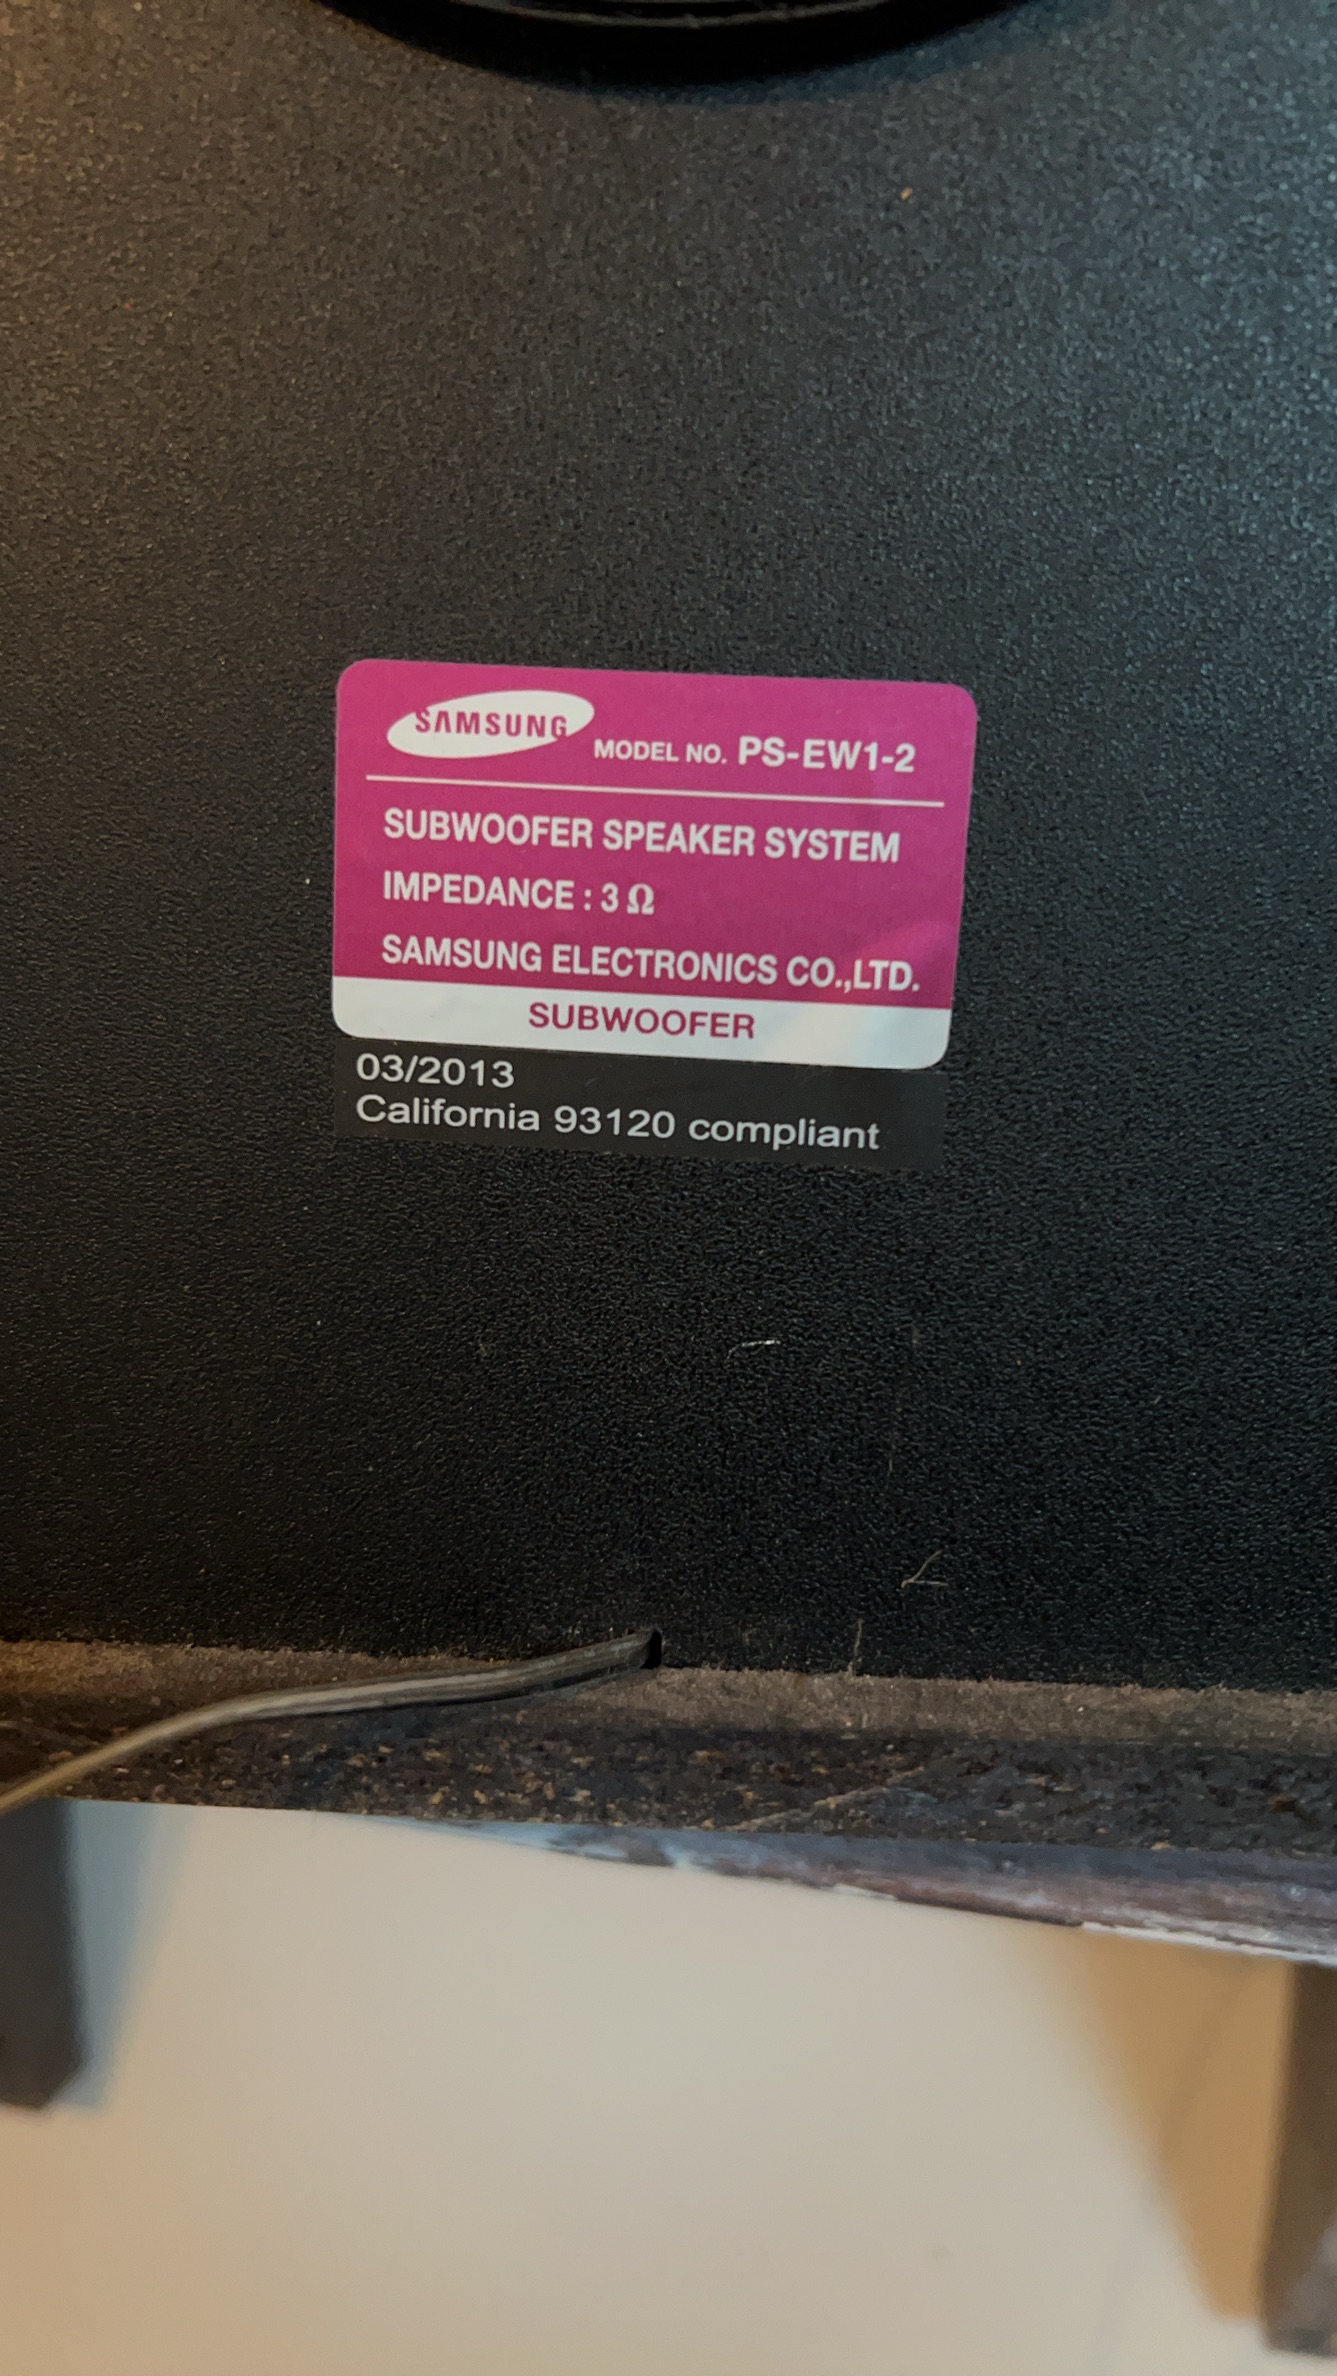 SAMSUNG MODEL NO. PS-EW1-2
SUBWOOFER SPEAKER SYSTEM
IMPEDANCE : 3 Ω
SAMSUNG ELECTRONICS CO.,LTD.
SUBWOOFER
03/2013
California 93120 compliant